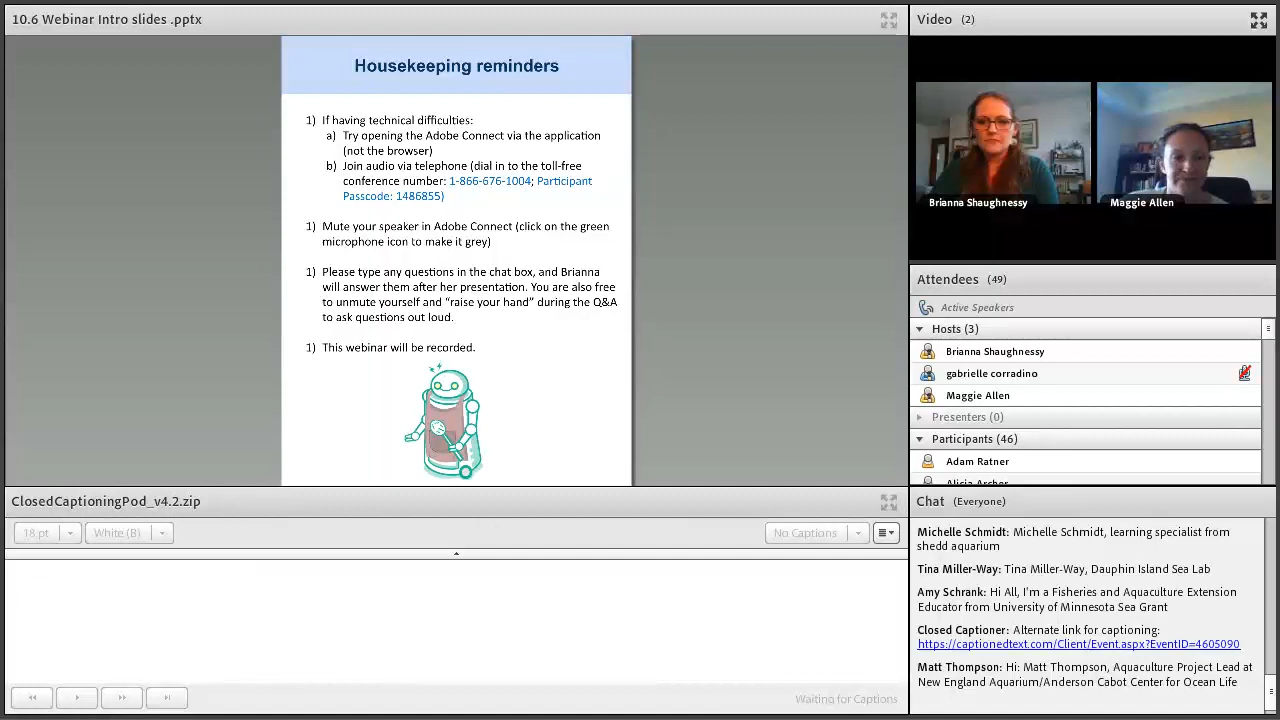 10.6 Webinar Intro slides .pptx
Housekeeping reminders
1) If having technical difficulties:
a) Try opening the Adobe Connect via the application
(not the browser)
b) Join audio via telephone (dial in to the toll-free
conference number: 1-866-676-1004; Participant
Passcode: 1486855)
1) Mute your speaker in Adobe Connect (click on the green
microphone icon to make it grey)
1) Please type any questions in the chat box, and Brianna
will answer them after her presentation. You are also free
to unmute yourself and “raise your hand” during the Q&A
to ask questions out loud.
1) This webinar will be recorded.
ClosedCaptioningPod_v4.2.zip
18 pt
White (B)
No Captions
Waiting for Captions
Video (2)
Brianna Shaughnessy
Maggie Allen
Attendees (49)
Active Speakers
Hosts (3)
Brianna Shaughnessy
gabrielle corradino
Maggie Allen
Presenters (0)
Participants (46)
Adam Ratner
Alicia Archer
Chat (Everyone)
Michelle Schmidt: Michelle Schmidt, learning specialist from
shedd aquarium
Tina Miller-Way: Tina Miller-Way, Dauphin Island Sea Lab
Amy Schrank: Hi All, I'm a Fisheries and Aquaculture Extension
Educator from University of Minnesota Sea Grant
Closed Captioner: Alternate link for captioning:
https://captionedtext.com/Client/Event.aspx?EventID=4605090
Matt Thompson: Hi: Matt Thompson, Aquaculture Project Lead at
New England Aquarium/Anderson Cabot Center for Ocean Life